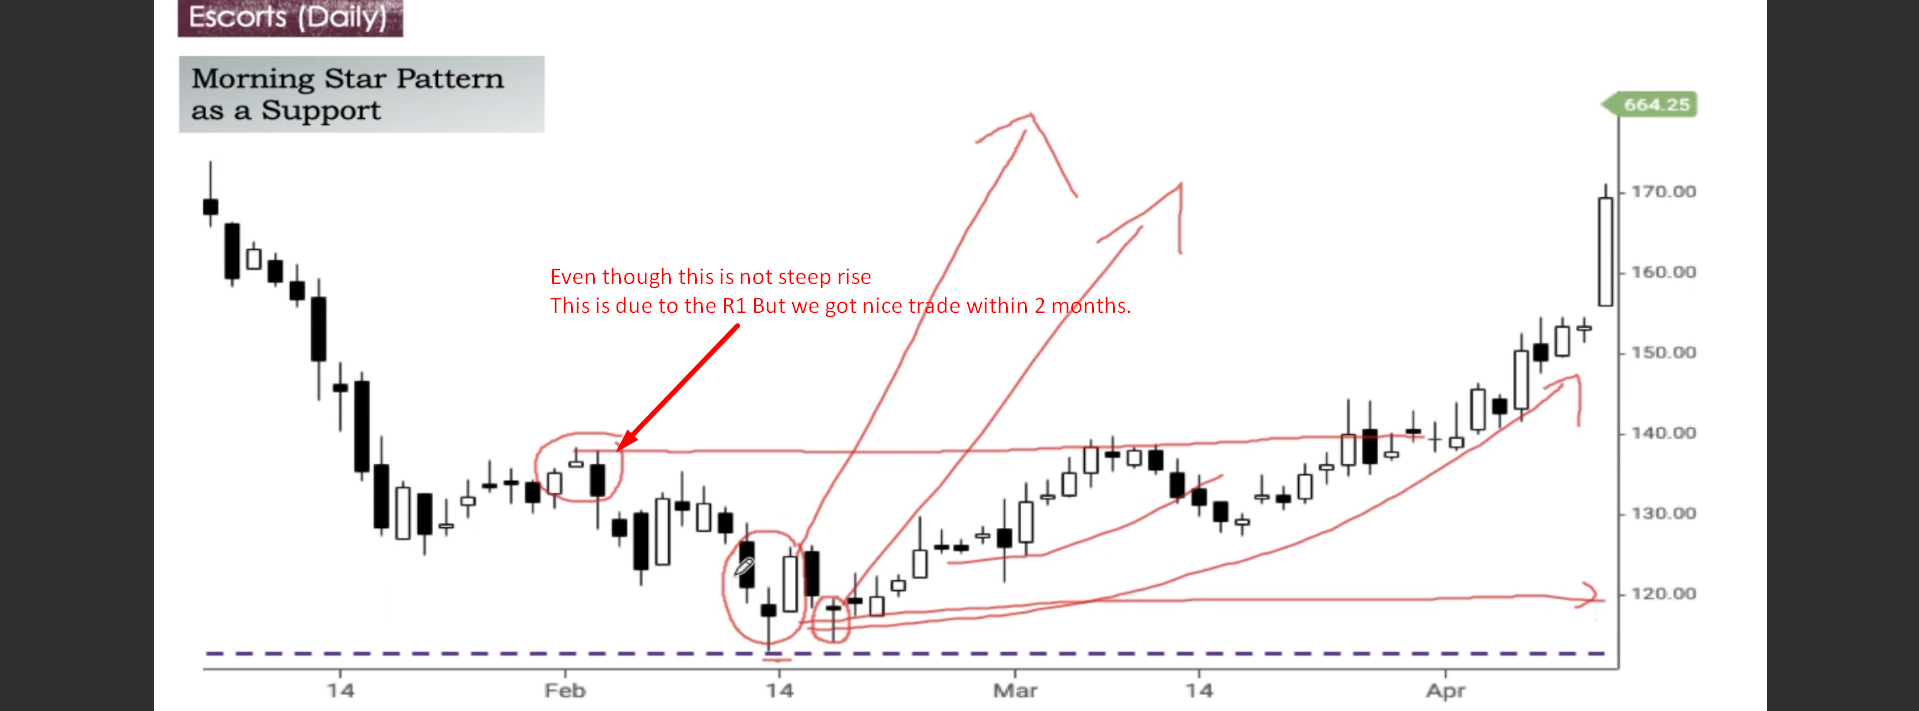 Escorts (Daily)
Morning Star Pattern
as a Support
664.25
170.00
Even though this is not steep rise
160.00
This is due to the R1 But we got nice trade within 2 months.
150.00
140.00
130.00
120.00
14
Feb
14
Mar
14
Apr